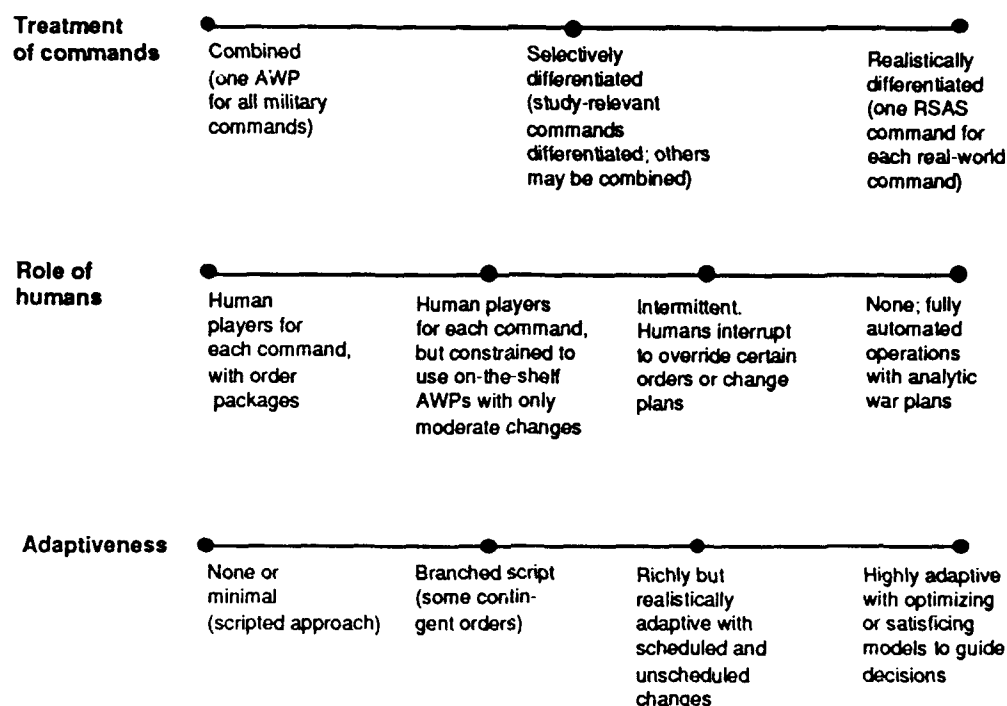 Treatment
of commands
Combined
(one AWP
for all military
commands)
Selectively
differentiated
(study-relevant
commands
differentiated; others
may be combined)
Realistically
differentiated
(one RSAS
command for
each real-world
command)
Role of
humans
Human
players for
each command,
with order
packages
Human players
for each command,
but constrained to
use on-the-shelf
AWPs with only
moderate changes
Intermittent.
Humans interrupt
to override certain
orders or change
plans
None; fully
automated
operations
with analytic
war plans
Adaptiveness
None or
minimal
(scripted approach)
Branched script
(some contin-
gent orders)
Richly but
realistically
adaptive with
scheduled and
unscheduled
changes
Highly adaptive
with optimizing
or satisficing
models to guide
decisions